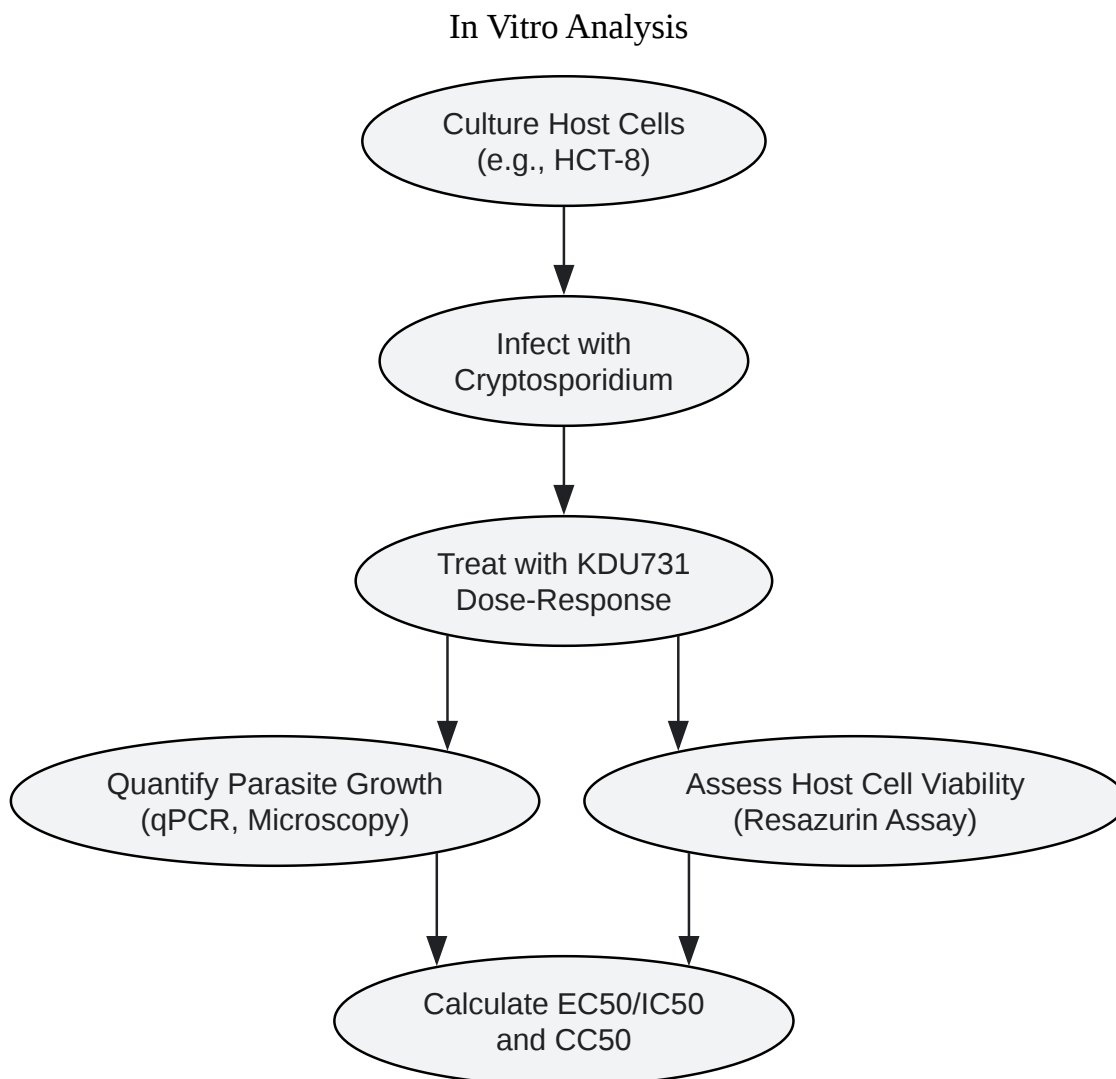 In Vitro Analysis
Culture Host Cells
(e.g., HCT-8)
Infect with
Cryptosporidium
Treat with KDU731
Dose-Response
Quantify Parasite Growth
(qPCR, Microscopy)
Assess Host Cell Viability
(Resazurin Assay)
Calculate EC50/IC50
and CC50